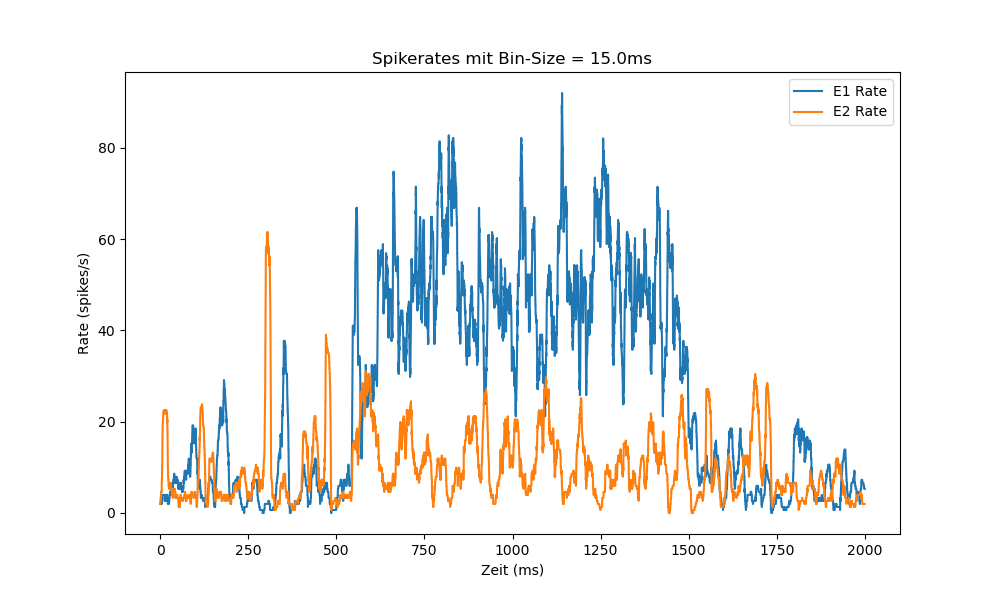 Spikerates mit Bin-Size = 15.0ms
E1 Rate
E2 Rate
Rate (spikes/s)
80
60
40
20
0
0 250 500 750 1000 1250 1500 1750 2000
Zeit (ms)